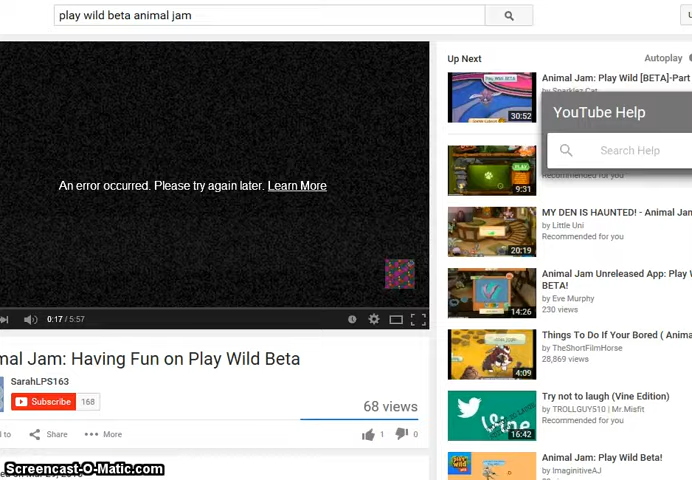 play wild beta animal jam
An error occurred. Please try again later. Learn More
0:17 / 5:57
mal Jam: Having Fun on Play Wild Beta
SarahLPS163
Subscribe 168
68 views
d to Share More 1 0
Screencast-O-Matic.com
Up Next Autoplay
Animal Jam: Play Wild [BETA]-Part
by Sparklez Cat
30:52
YouTube Help
Search Help
PLAY
9:31
Recommended for you
MY DEN IS HAUNTED! - Animal Jam
by Little Uni
Recommended for you
20:19
Animal Jam Unreleased App: Play W
BETA!
by Eve Murphy
230 views
14:26
Things To Do If Your Bored ( Anima
by TheShortFilmHorse
28,869 views
4:09
Try not to laugh (Vine Edition)
by TROLLGUY510 | Mr.Misfit
Recommended for you
Vine
16:42
Animal Jam: Play Wild Beta!
by ImaginitiveAJ